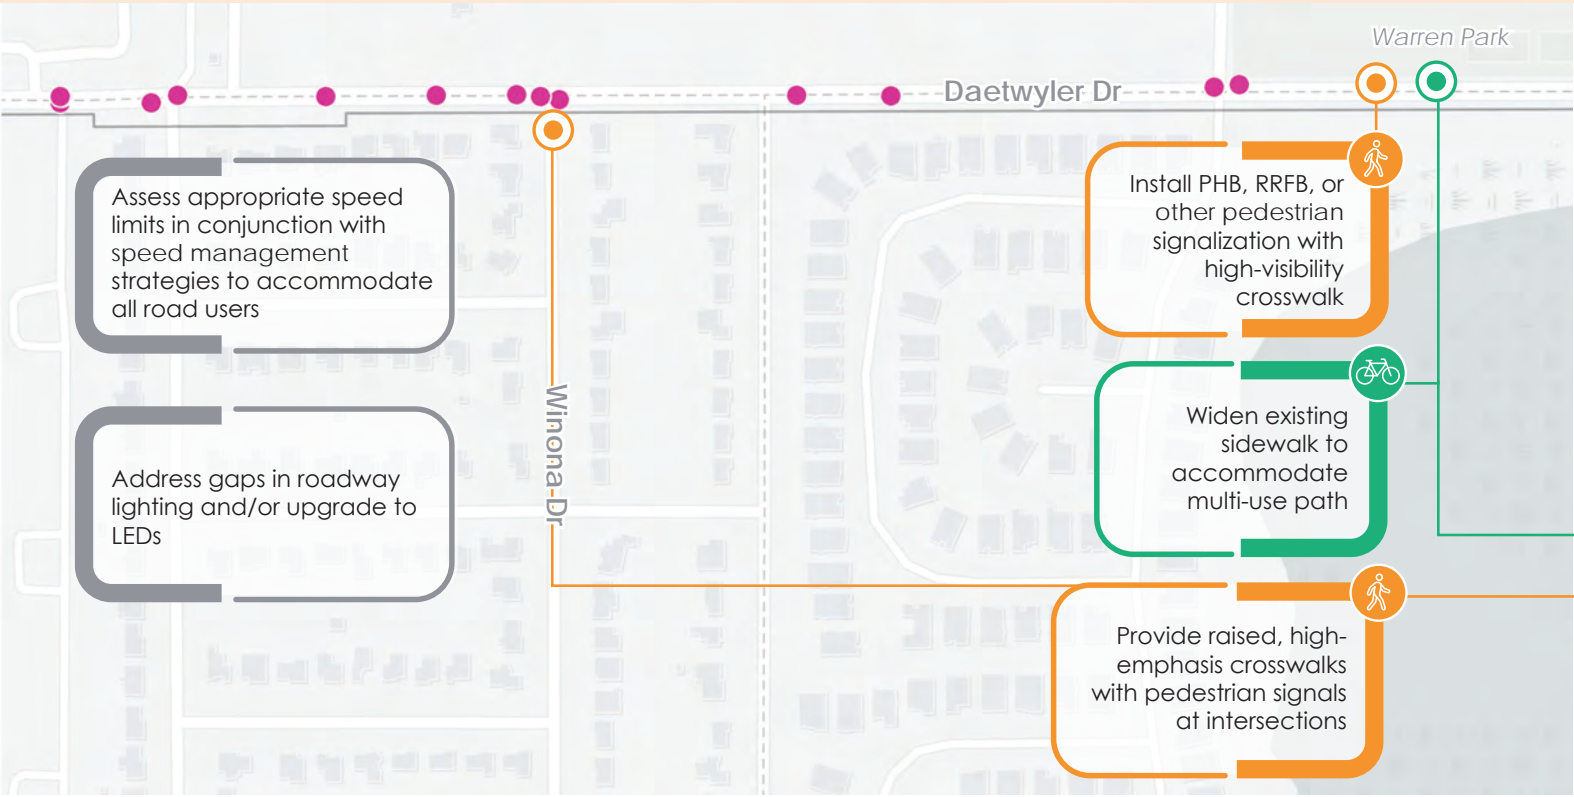 Warren Park
Daetwyler Dr
Assess appropriate speed
limits in conjunction with
speed management
strategies to accommodate
all road users
Install PHB, RRFB, or
other pedestrian
signalization with
high-visibility
crosswalk
Winona Dr
Widen existing
sidewalk to
accommodate
multi-use path
Address gaps in roadway
lighting and/or upgrade to
LEDs
Provide raised, high-
emphasis crosswalks
with pedestrian signals
at intersections